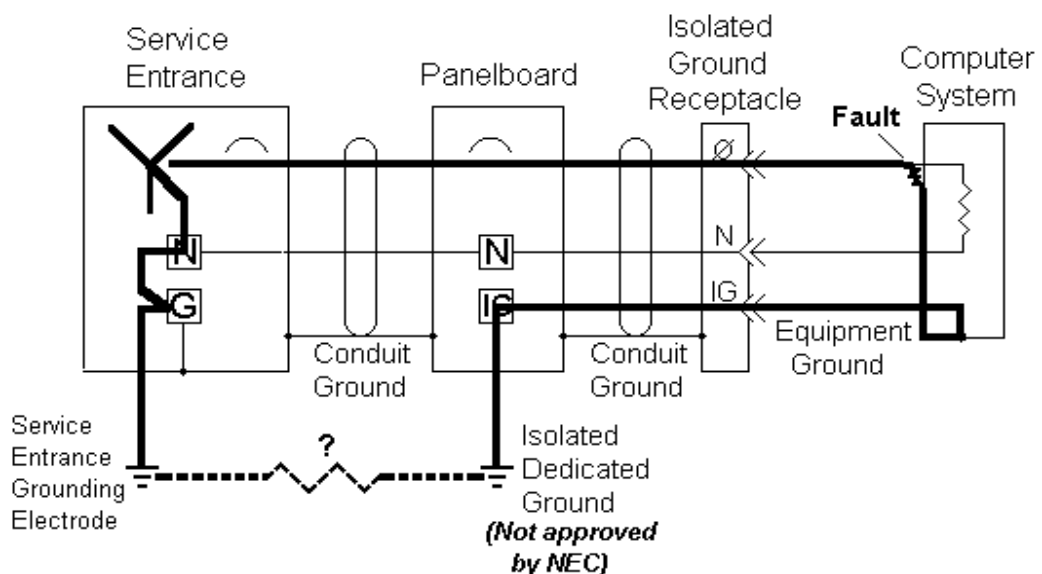 Service
Entrance
Panelboard
Isolated
Ground
Receptacle
Computer
System
Fault
Ø
N
N
N
G
IG
IG
Equipment
Ground
Conduit
Ground
Conduit
Ground
Service
Entrance
Grounding
Electrode
?
Isolated
Dedicated
Ground
(Not approved
by NEC)